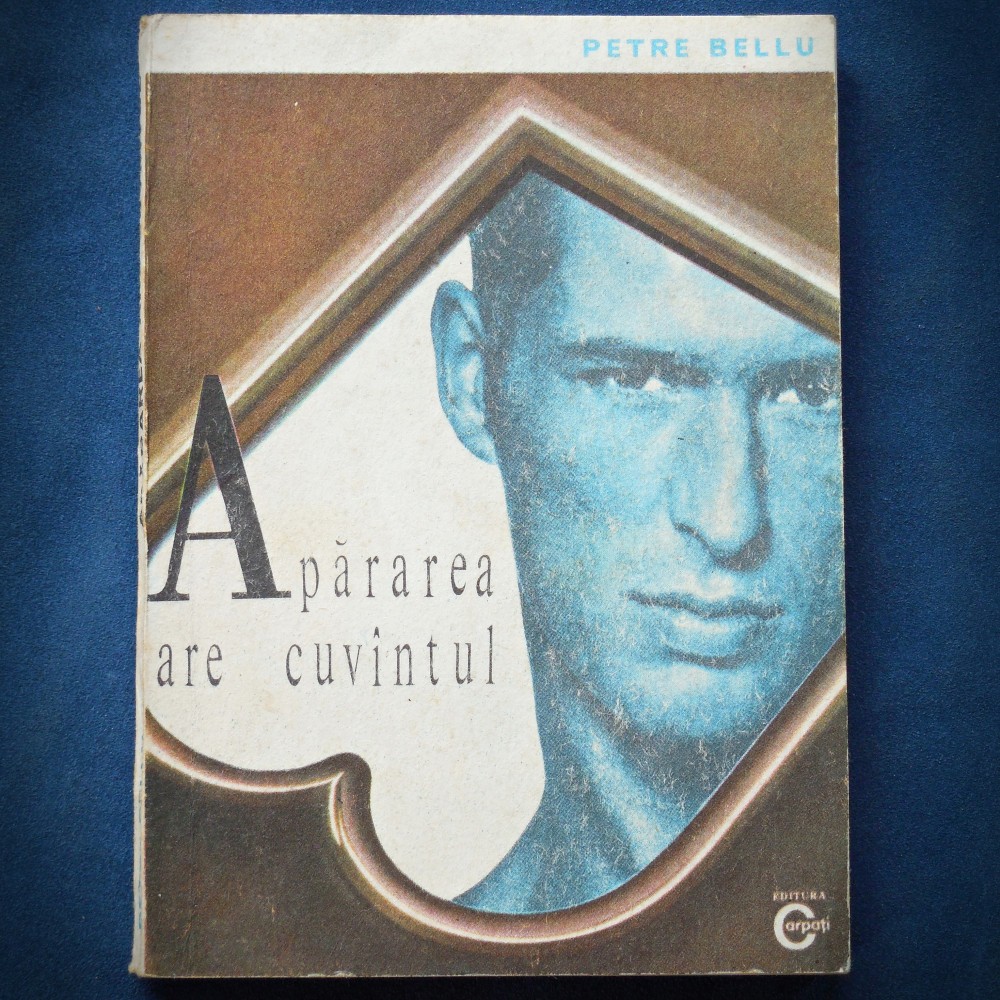 PETRE BELLU
Apărarea
are cuvîntul
EDITURA
Carpați